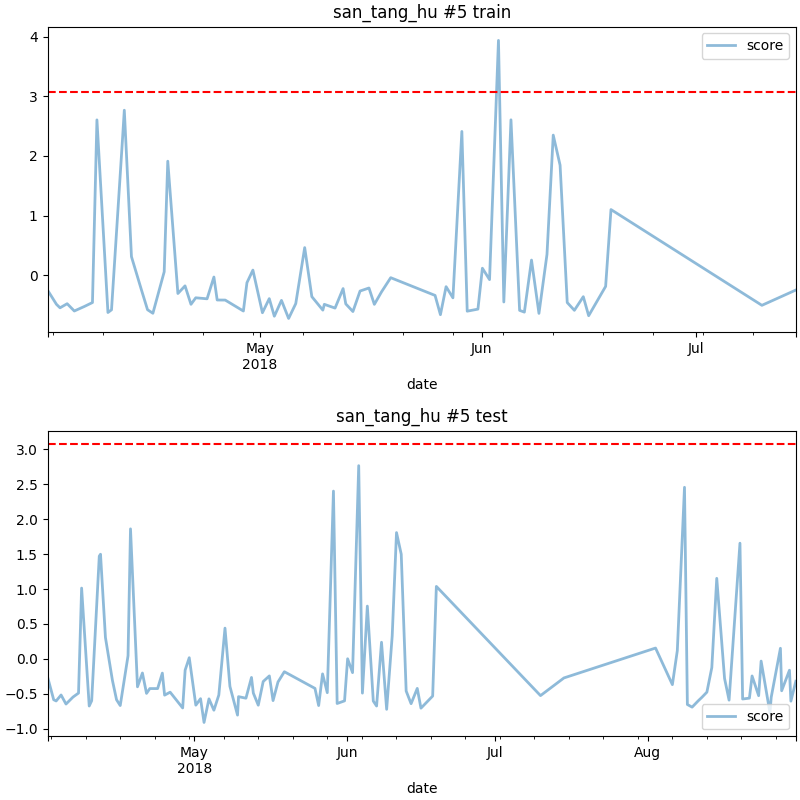 san_tang_hu #5 train
score
4
3
2
1
0
May
2018
Jun
Jul
date
san_tang_hu #5 test
3.0
2.5
2.0
1.5
1.0
0.5
0.0
−0.5
−1.0
score
May
2018
Jun
Jul
Aug
date